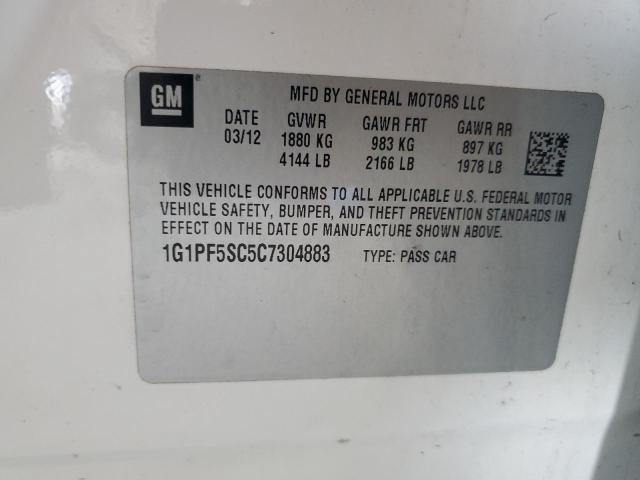 GM ®
MFD BY GENERAL MOTORS LLC
DATE GVWR GAWR FRT GAWR RR
03/12 1880 KG 983 KG 897 KG
4144 LB 2166 LB 1978 LB
THIS VEHICLE CONFORMS TO ALL APPLICABLE U.S. FEDERAL MOTOR
VEHICLE SAFETY, BUMPER, AND THEFT PREVENTION STANDARDS IN
EFFECT ON THE DATE OF MANUFACTURE SHOWN ABOVE.
1G1PF5SC5C7304883 TYPE: PASS CAR